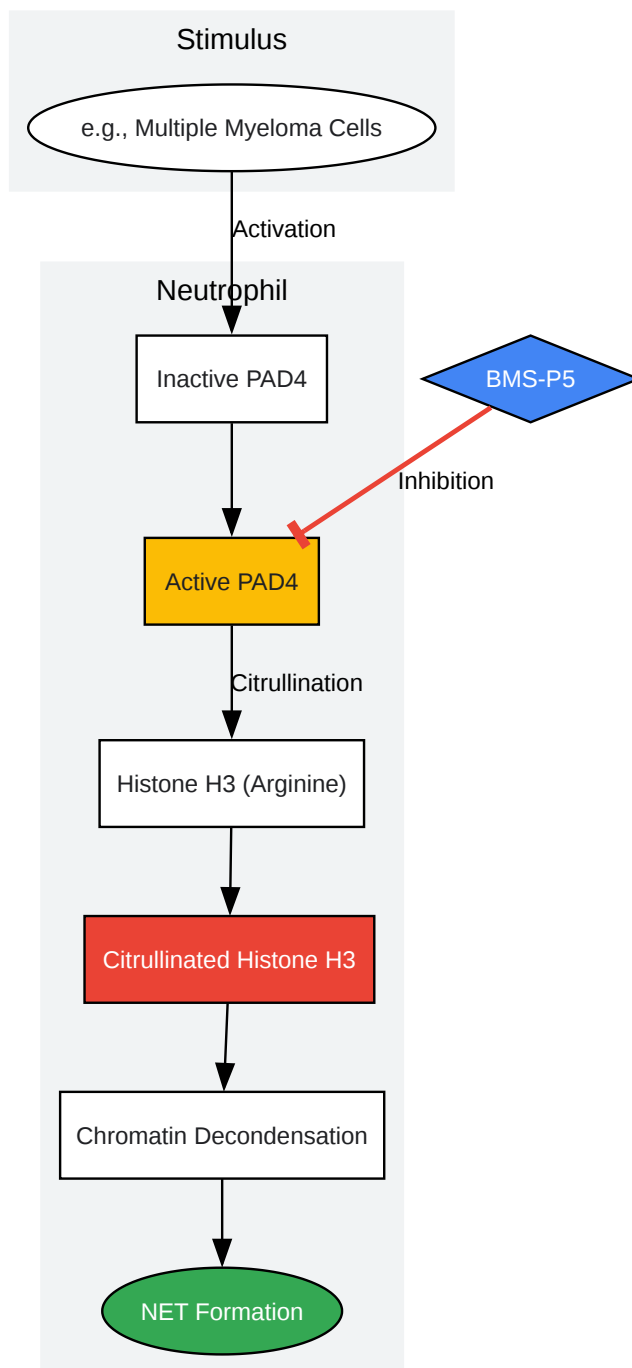 Stimulus
e.g., Multiple Myeloma Cells
Activation
Neutrophil
Inactive PAD4
BMS-P5
Inhibition
Active PAD4
Citrullination
Histone H3 (Arginine)
Citrullinated Histone H3
Chromatin Decondensation
NET Formation